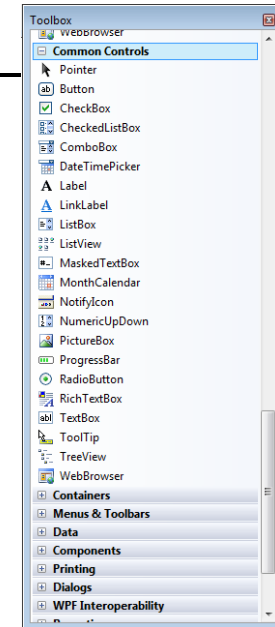 Toolbox
WebBrowser
Common Controls
Pointer
Button
CheckBox
CheckedListBox
ComboBox
DateTimePicker
Label
LinkLabel
ListBox
ListView
MaskedTextBox
MonthCalendar
NotifyIcon
NumericUpDown
PictureBox
ProgressBar
RadioButton
RichTextBox
TextBox
ToolTip
TreeView
WebBrowser
Containers
Menus & Toolbars
Data
Components
Printing
Dialogs
WPF Interoperability